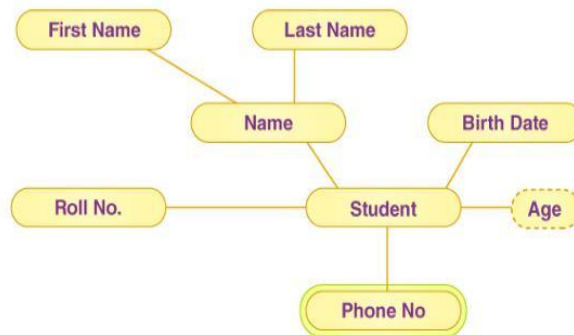 First Name
Last Name
Name
Birth Date
Roll No.
Student
Age
Phone No